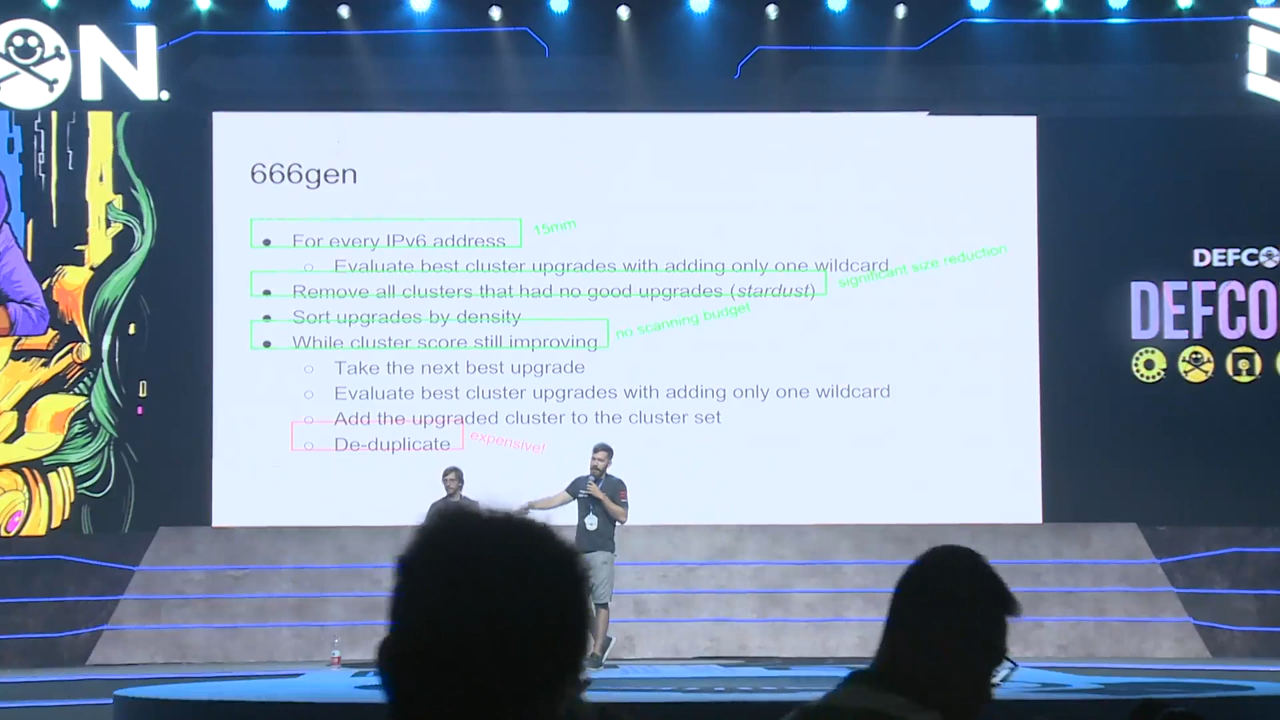 ON.
666gen
● For every IPv6 address
15mm
○ Evaluate best cluster upgrades with adding only one wildcard
● Remove all clusters that had no good upgrades (stardust)
significant size reduction
● Sort upgrades by density
● While cluster score still improving
no scanning budget
○ Take the next best upgrade
○ Evaluate best cluster upgrades with adding only one wildcard
○ Add the upgraded cluster to the cluster set
○ De-duplicate
expensive!
DEFCO
DEFCO